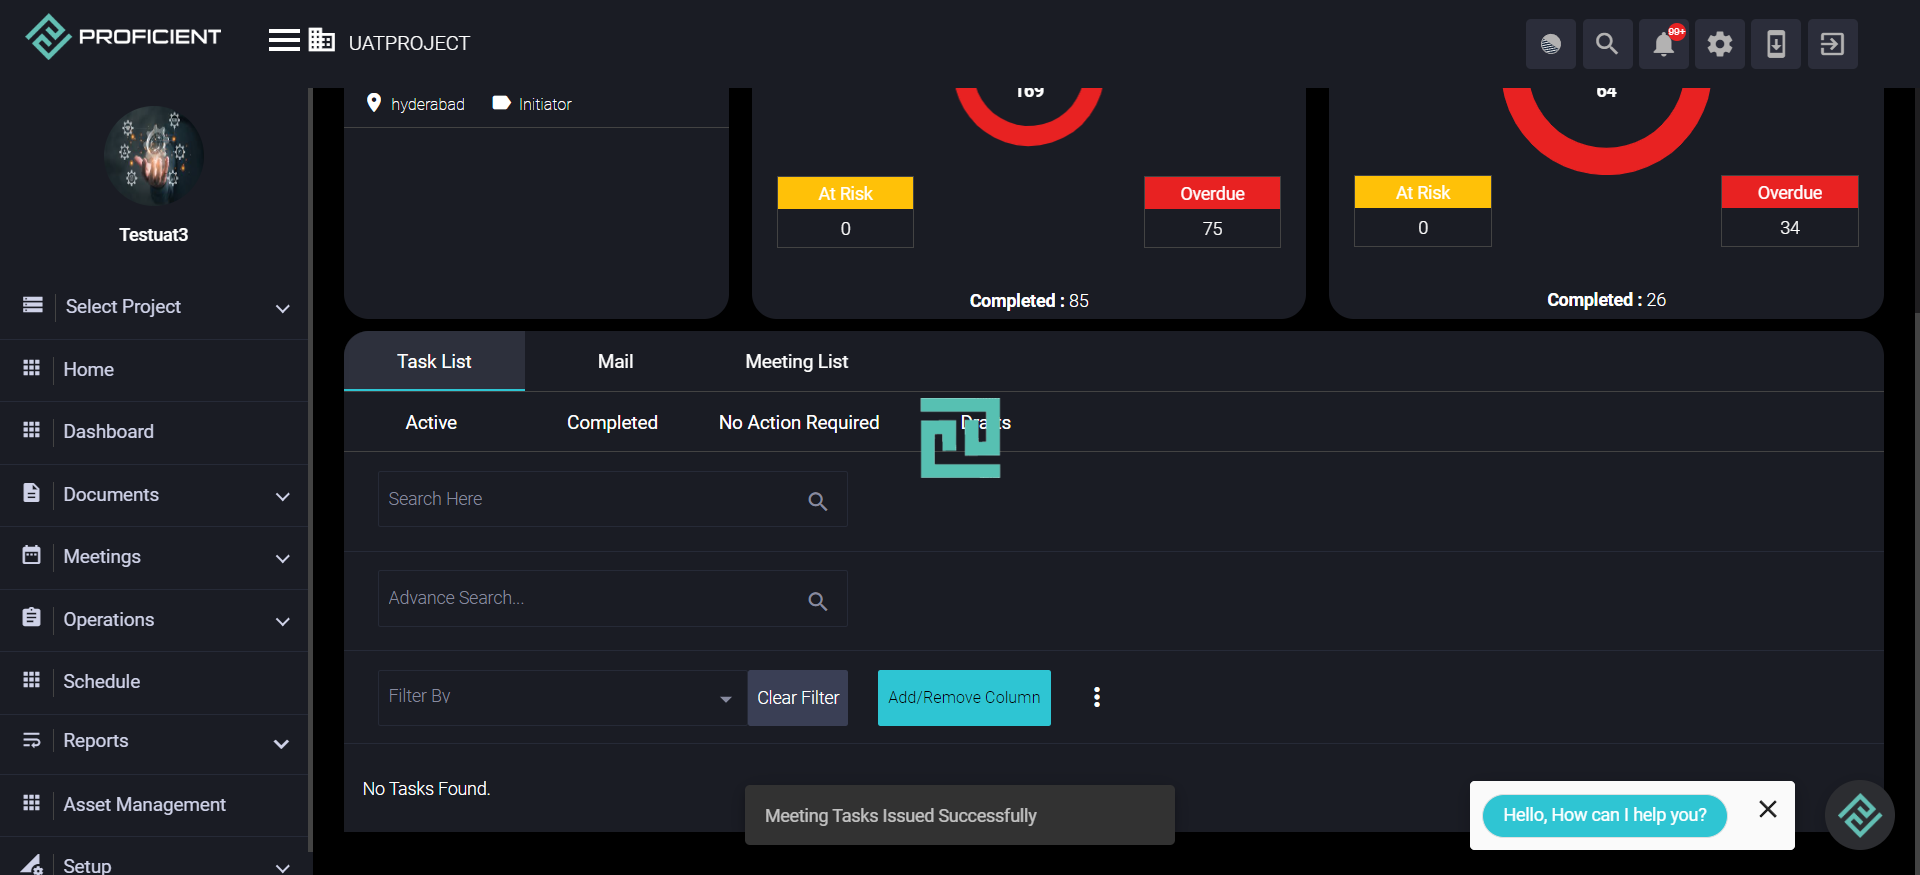 PROFICIENT
UATPROJECT
99+
hyderabad
Initiator
169
64
At Risk
0
Overdue
75
At Risk
0
Overdue
34
Testuat3
Completed : 85
Completed : 26
Select Project
Home
Dashboard
Documents
Meetings
Operations
Schedule
Reports
Asset Management
Setup
Task List
Mail
Meeting List
Active
Completed
No Action Required
Drafts
Search Here
Advance Search...
Filter By
Clear Filter
Add/Remove Column
No Tasks Found.
Meeting Tasks Issued Successfully
Hello, How can I help you?